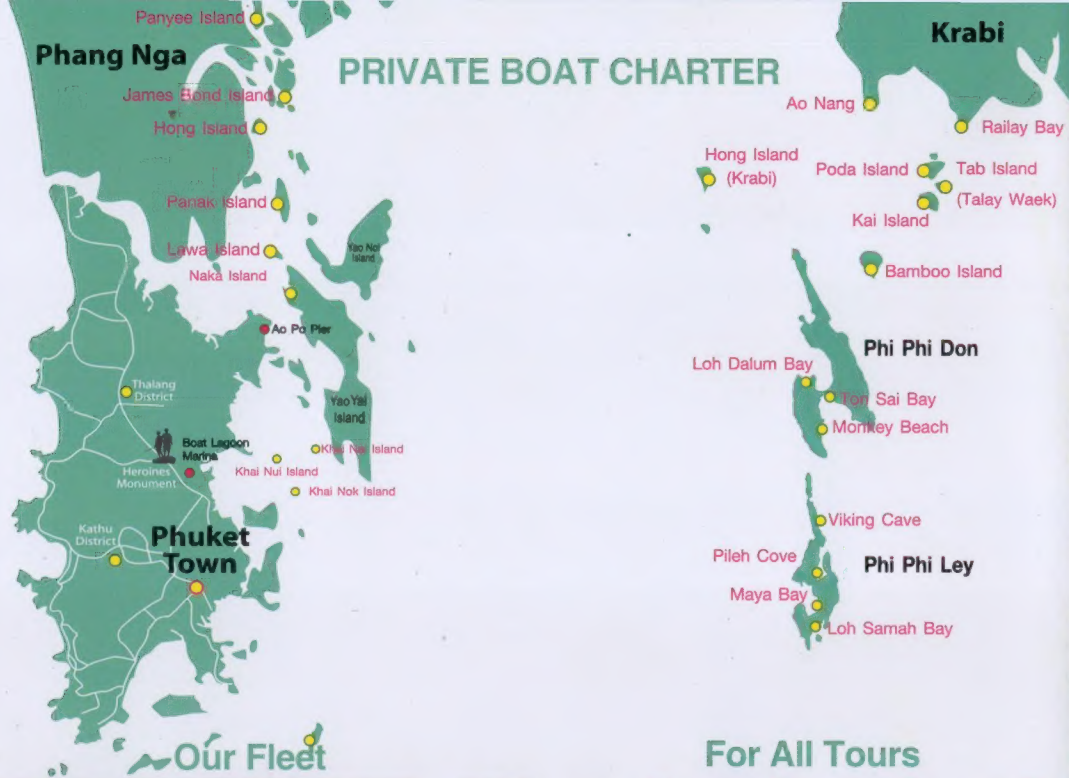 Panyee Island
Phang Nga
Krabi
PRIVATE BOAT CHARTER
James Bond Island
Ao Nang
Hong Island
Railay Bay
Hong Island
(Krabi)
Poda Island
Tab Island
(Talay Waek)
Panak Island
Kai Island
Lawa Island
Yao Noi
Island
Naka Island
Bamboo Island
Ao Po Pier
Phi Phi Don
Loh Dalum Bay
Thalang
District
Yao Yai
Island
Ton Sai Bay
Monkey Beach
Boat Lagoon
Marina
Khai Nai Island
Heroines
Monument
Khai Nui Island
Khai Nok Island
Kathu
District
Phuket
Town
Viking Cave
Pileh Cove
Phi Phi Ley
Maya Bay
Loh Samah Bay
Our Fleet
For All Tours